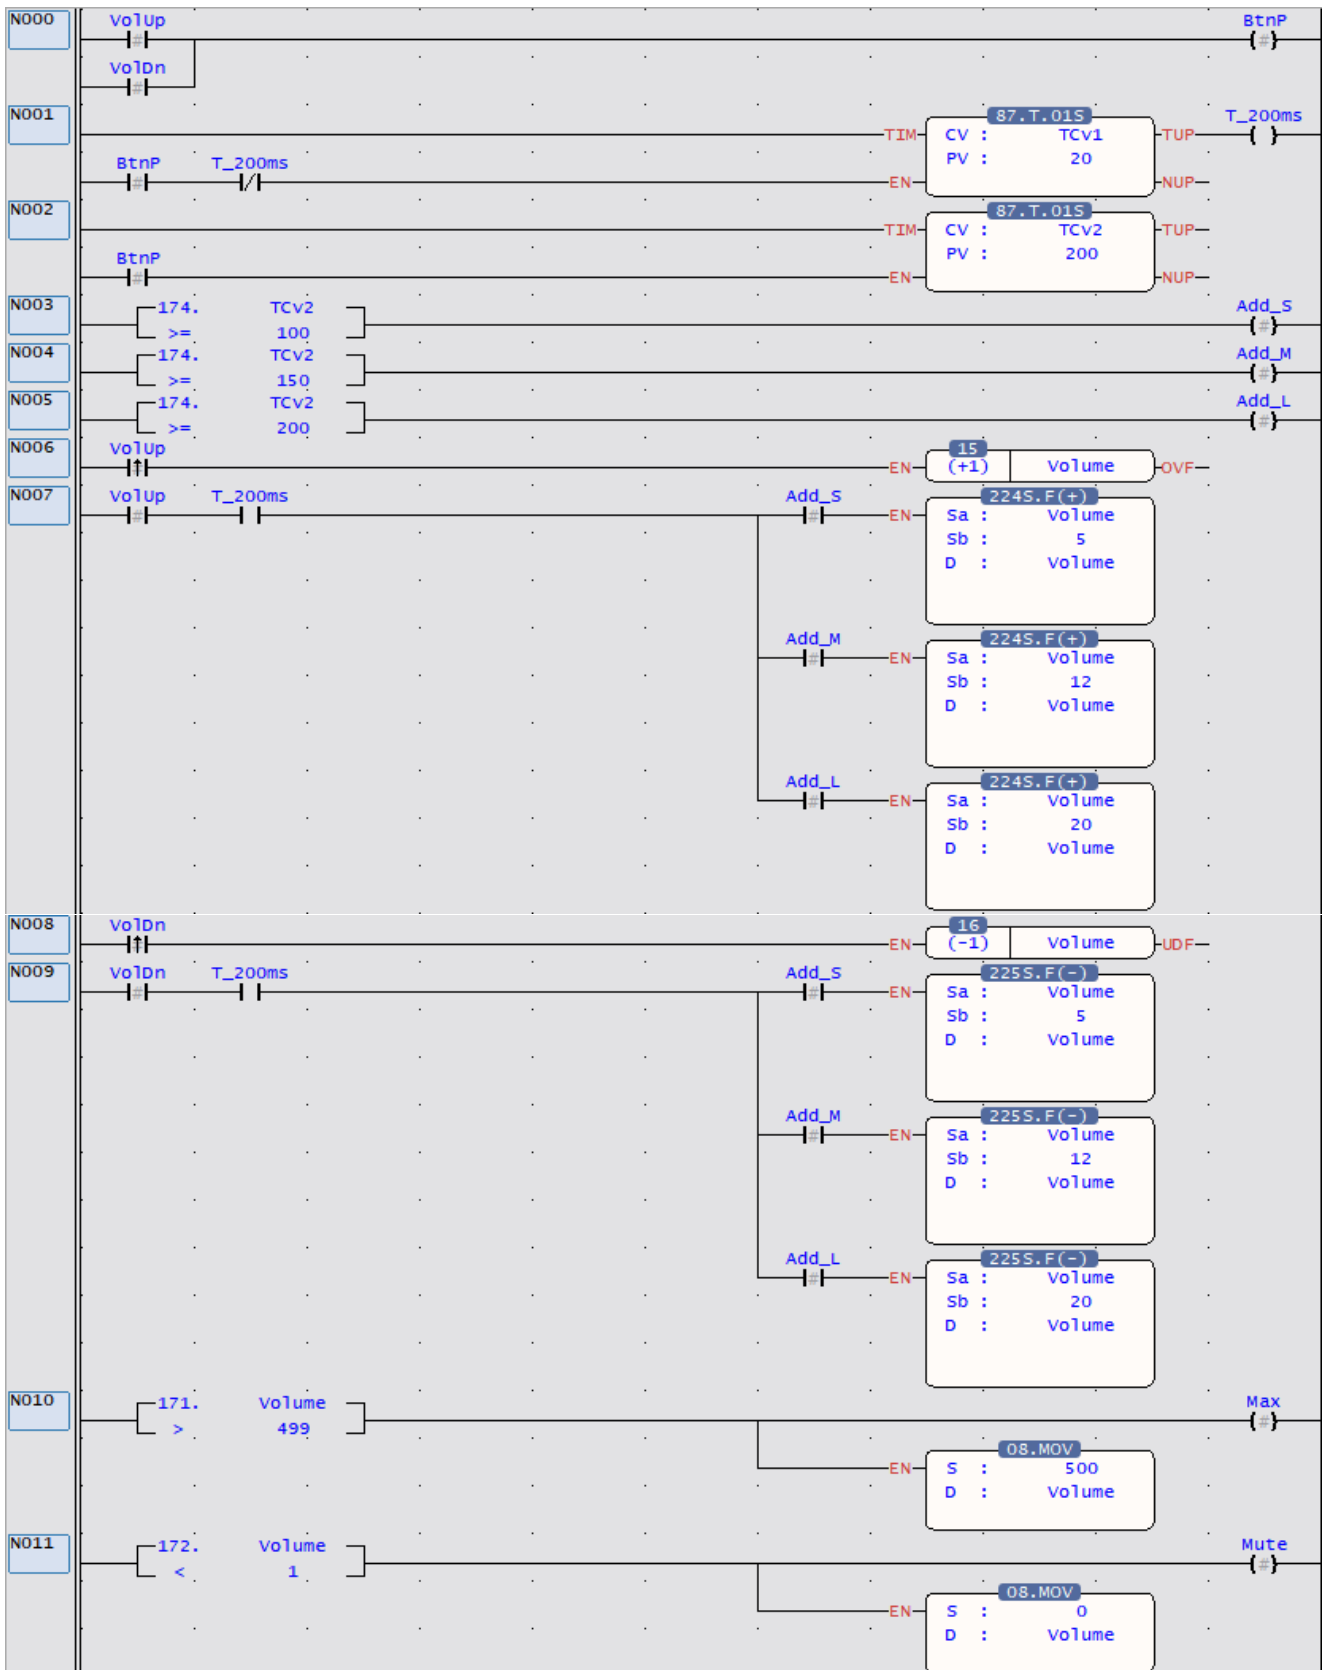 N000 VolUp BtnP
#
#
VolDn
#
N001 87.T.01S T_200ms
TIM CV : TCv1 TUP
PV : 20
BtnP T_200ms
# EN NUP
N002 87.T.01S
TIM CV : TCv2 TUP
PV : 200
BtnP
# EN NUP
N003 174. TCv2 Add_S
>= 100 #
N004 174. TCv2 Add_M
>= 150 #
N005 174. TCv2 Add_L
>= 200 #
N006 VolUp 15
EN (+1) Volume OVF
N007 VolUp T_200ms Add_S 224S.F(+)
# # EN Sa : Volume
Sb : 5
D : Volume
Add_M 224S.F(+)
# EN Sa : Volume
Sb : 12
D : Volume
Add_L 224S.F(+)
# EN Sa : Volume
Sb : 20
D : Volume
N008 VolDn 16
EN (-1) Volume UDF
N009 VolDn T_200ms Add_S 225S.F(-)
# # EN Sa : Volume
Sb : 5
D : Volume
Add_M 225S.F(-)
# EN Sa : Volume
Sb : 12
D : Volume
Add_L 225S.F(-)
# EN Sa : Volume
Sb : 20
D : Volume
N010 171. Volume Max
> 499 #
08.MOV
EN S : 500
D : Volume
N011 172. Volume Mute
< 1 #
08.MOV
EN S : 0
D : Volume